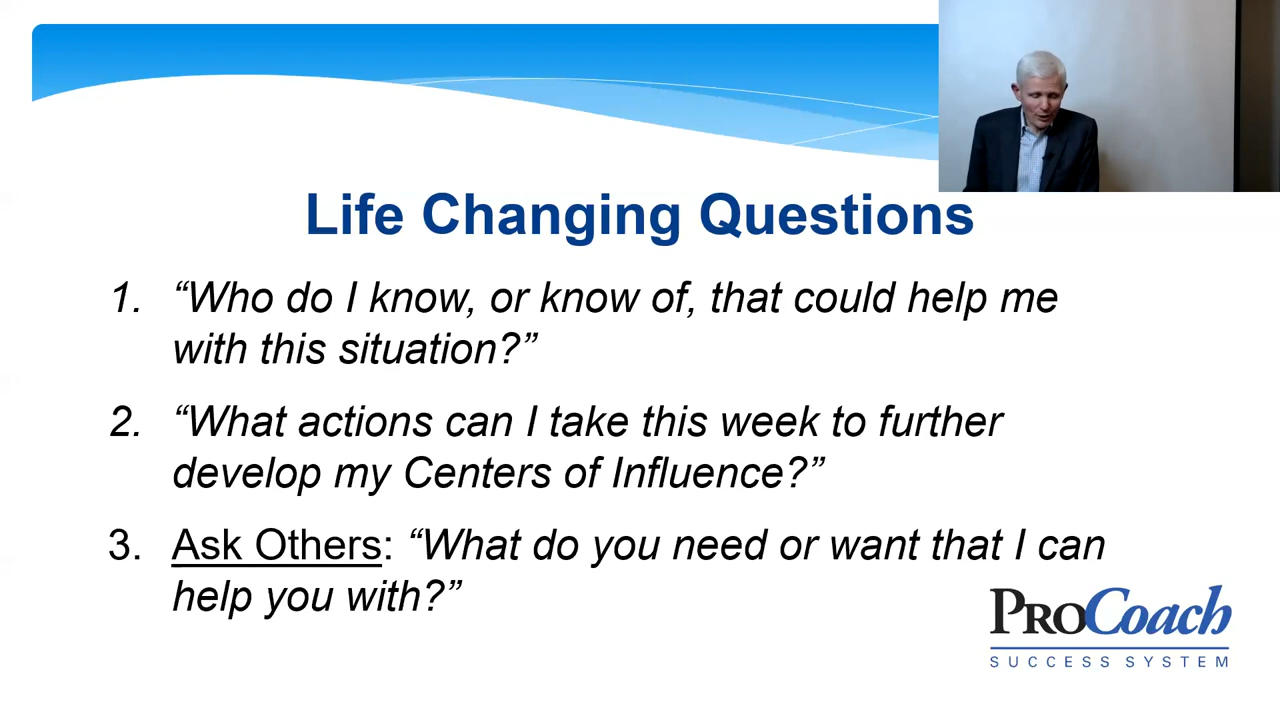 Life Changing Questions
1. “Who do I know, or know of, that could help me
with this situation?”
2. “What actions can I take this week to further
develop my Centers of Influence?”
3. Ask Others: “What do you need or want that I can
help you with?”
PROCoach
SUCCESS SYSTEM